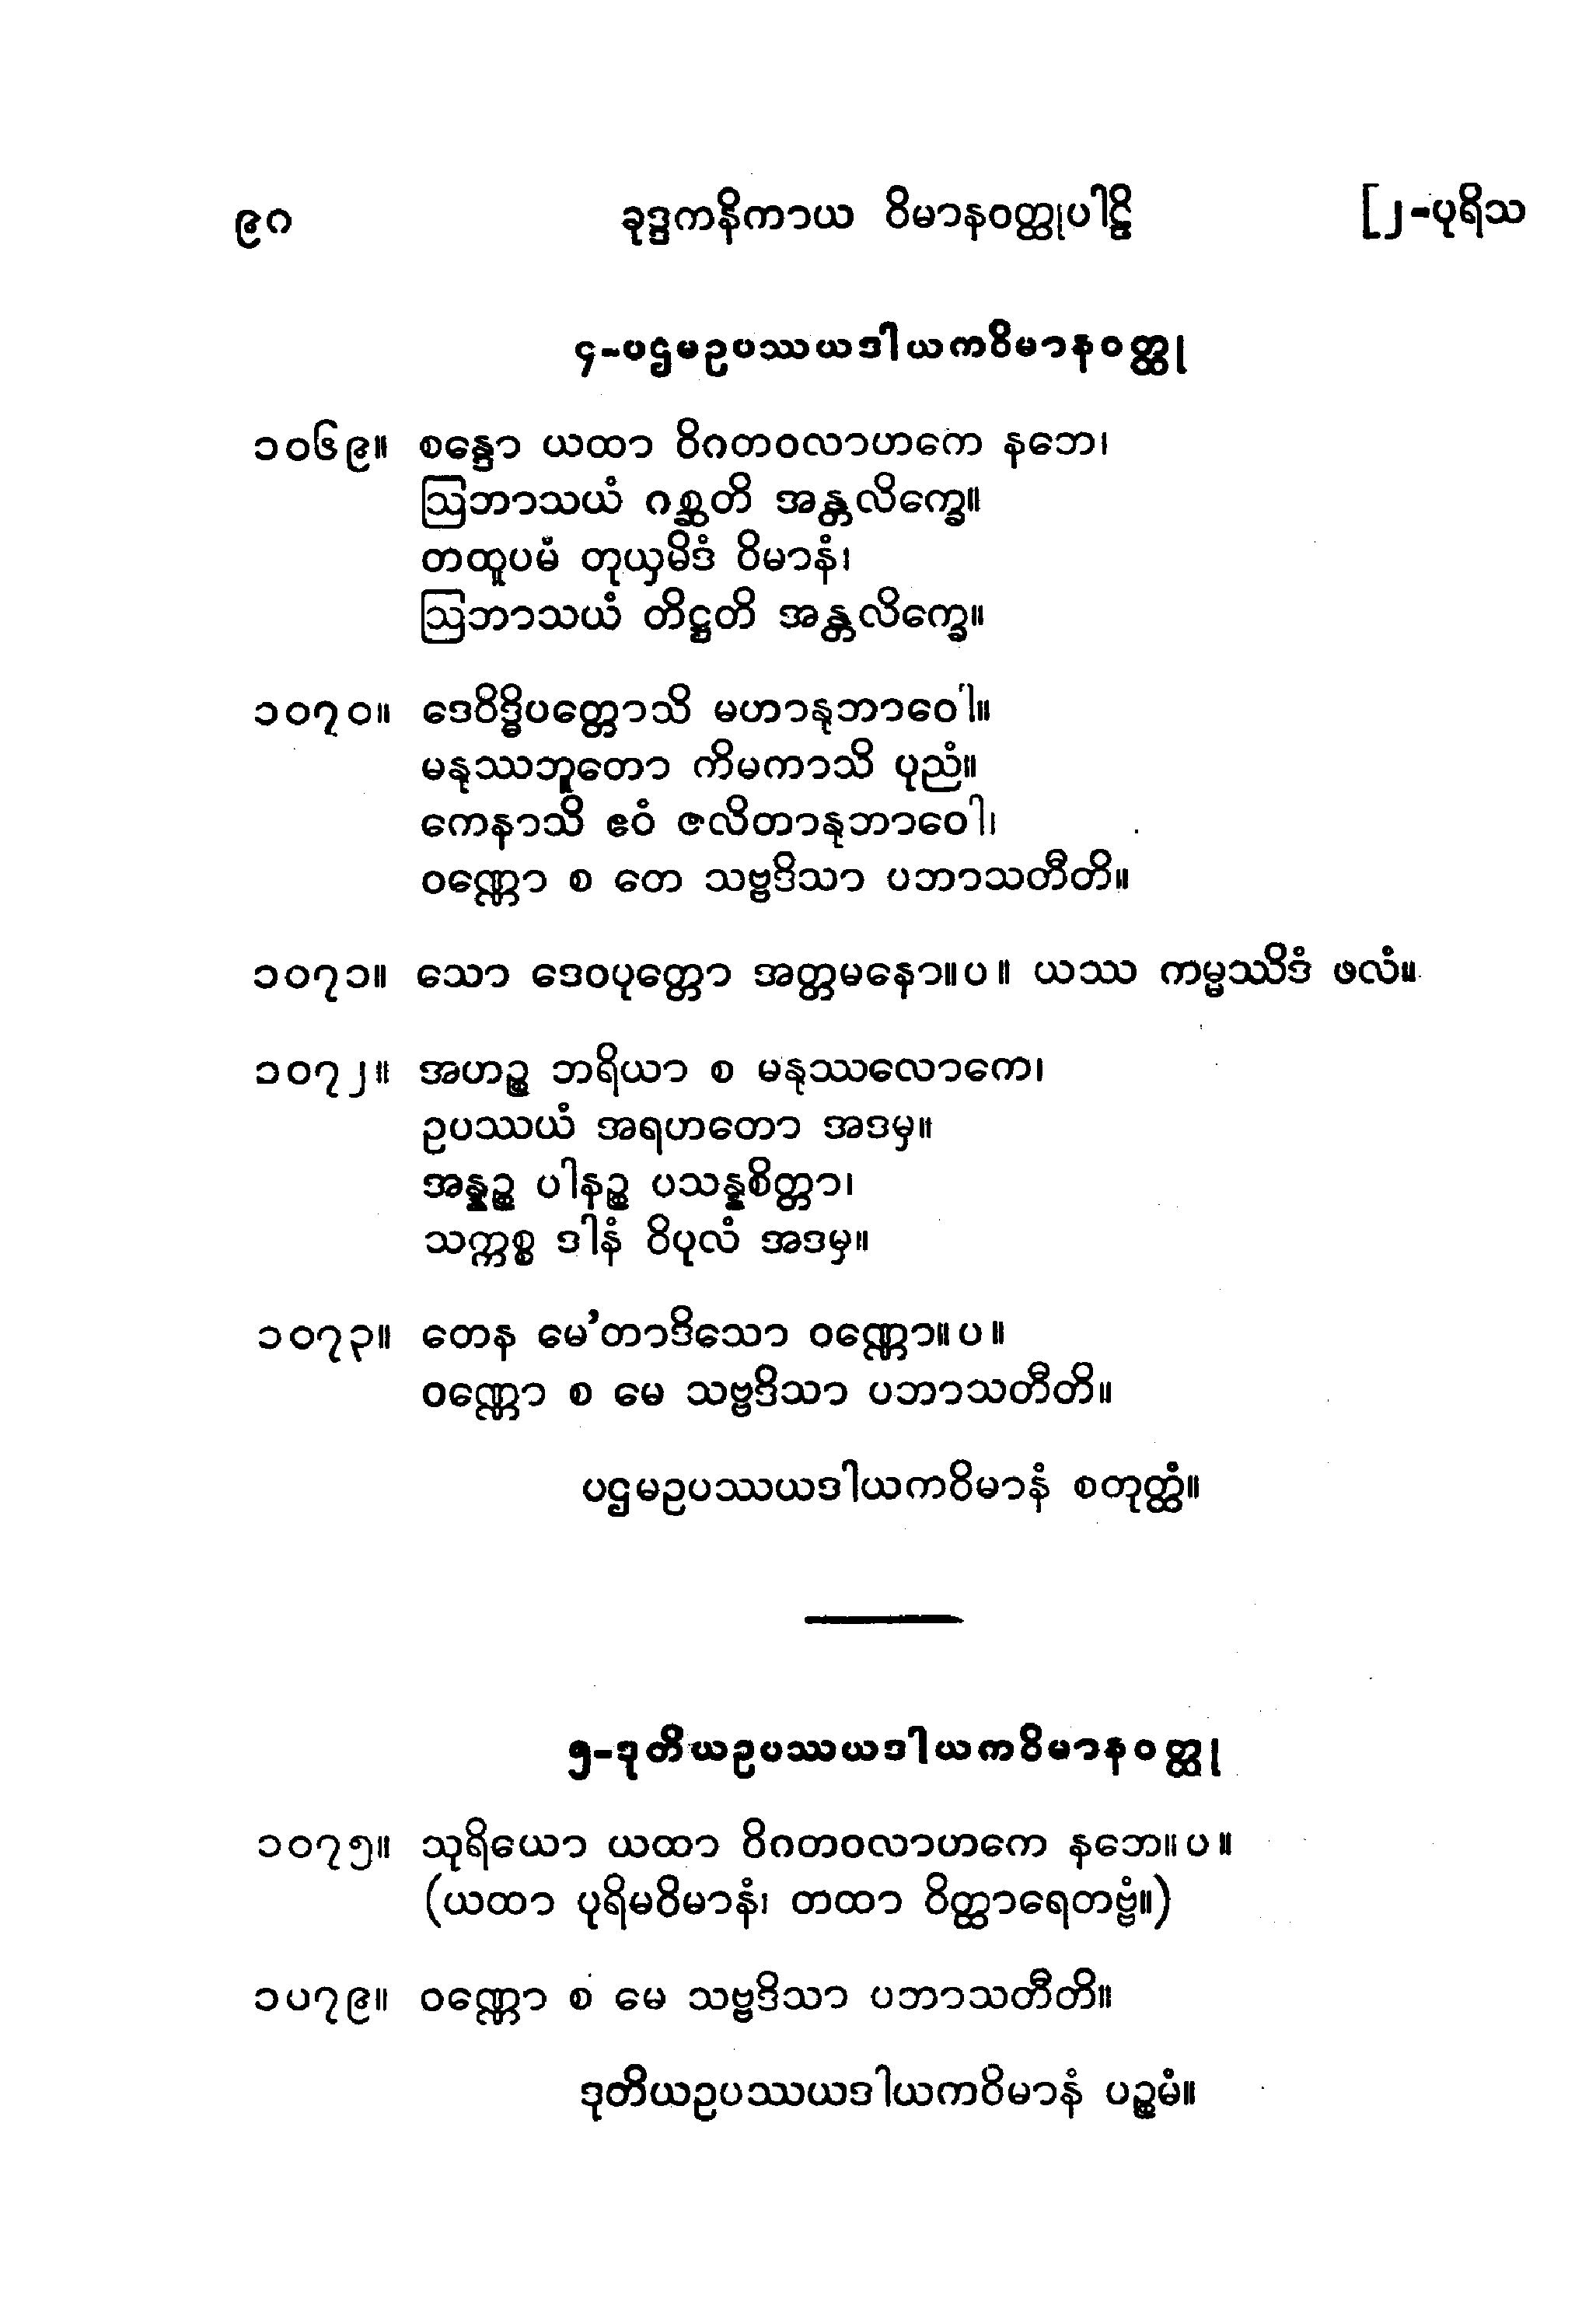 ၉ဂ ခုဒ္ဒကနိကာယ ဝိမာနဝတ္ထုပါဠိ [၂-ပုရိသ
၄-ပဌမဥပဿယဒါယကဝိမာနဝတ္ထု
၁၀၆၉။ စန္ဒော ယထာ ဝိဂတဝလာဟကေ နဘေ၊
ဩဘာသယံ ဂစ္ဆတိ အန္တလိက္ခေ။
တထူပမံ တုယှမိဒံ ဝိမာနံ၊
ဩဘာသယံ တိဋ္ဌတိ အန္တလိက္ခေ။
၁၀၇၀။ ဒေဝိဒ္ဓိပတ္တောသိ မဟာနုဘာဝေါ။
မနုဿဘူတော ကိမကာသိ ပုညံ။
ကေနာသိ ဧဝံ ဇလိတာနုဘာဝေါ၊
ဝဏ္ဏော စ တေ သဗ္ဗဒိသာ ပဘာသတီတိ။
၁၀၇၁။ သော ဒေဝပုတ္တော အတ္တမနော။ပ။ ယဿ ကမ္မဿိဒံ ဖလံ။
၁၀၇၂။ အဟဉ္စ ဘရိယာ စ မနုဿလောကေ၊
ဥပဿယံ အရဟတော အဒမှ။
အန္နဉ္စ ပါနဉ္စ ပသန္နစိတ္တာ၊
သက္ကစ္စ ဒါနံ ဝိပုလံ အဒမှ။
၁၀၇၃။ တေန မေ’တာဒိသော ဝဏ္ဏော။ပ။
ဝဏ္ဏော စ မေ သဗ္ဗဒိသာ ပဘာသတီတိ။
ပဌမဥပဿယဒါယကဝိမာနံ စတုတ္ထံ။
၅-ဒုတိယဥပဿယဒါယကဝိမာနဝတ္ထု
၁၀၇၅။ သုရိယော ယထာ ဝိဂတဝလာဟကေ နဘေ။ပ။
(ယထာ ပုရိမဝိမာနံ၊ တထာ ဝိတ္ထာရေတဗ္ဗံ။)
၁ပ၇၉။ ဝဏ္ဏော စ မေ သဗ္ဗဒိသာ ပဘာသတီတိ။
ဒုတိယဥပဿယဒါယကဝိမာနံ ပဉ္စမံ။